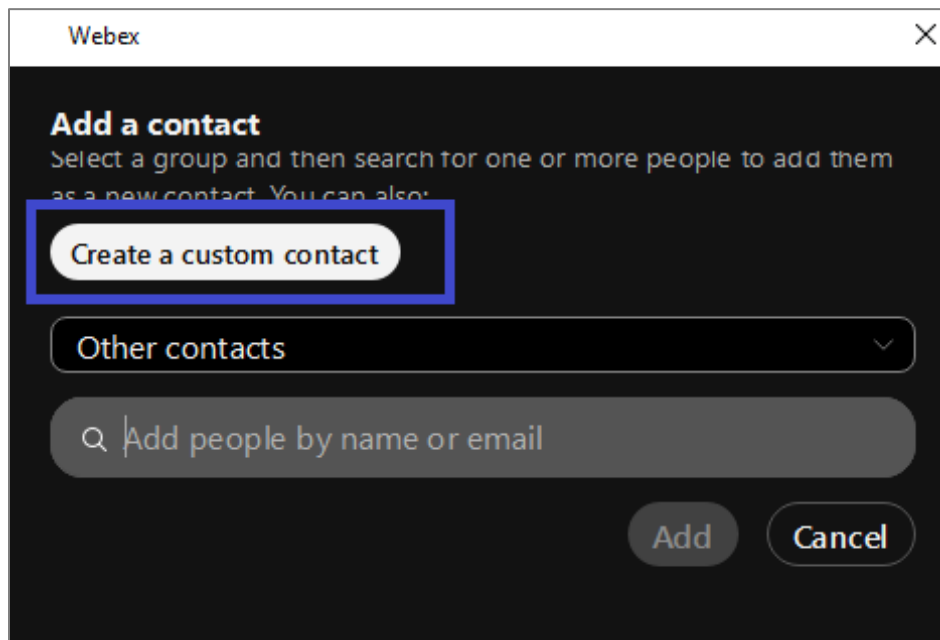 Webex
Add a contact
Select a group and then search for one or more people to add them
as a new contact. You can also:
Create a custom contact
Other contacts
Add people by name or email
Add
Cancel